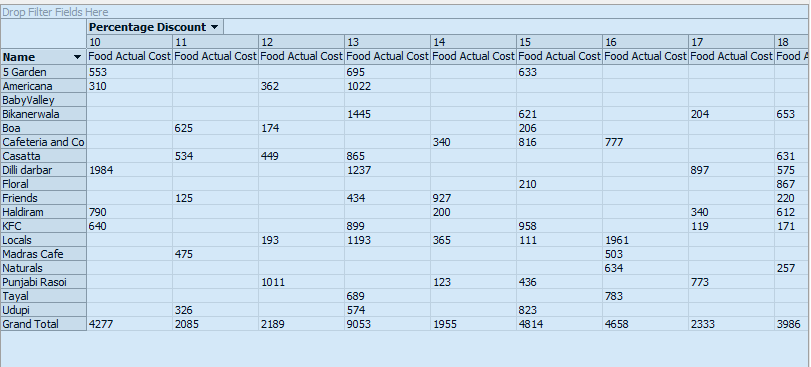 Drop Filter Fields Here
Percentage Discount
10 11 12 13 14 15 16 17 18
Name Food Actual Cost Food Actual Cost Food Actual Cost Food Actual Cost Food Actual Cost Food Actual Cost Food Actual Cost Food Actual Cost Food A
5 Garden 553 695 633
Americana 310 362 1022
BabyValley
Bikanerwala 1445 621 204 653
Boa 625 174 206
Cafeteria and Co 340 816 777
Casatta 534 449 865 631
Dilli darbar 1984 1237 897 575
Floral 210 867
Friends 125 434 927 220
Haldiram 790 200 340 612
KFC 640 899 958 119 171
Locals 193 1193 365 111 1961
Madras Cafe 475 503
Naturals 634 257
Punjabi Rasoi 1011 123 436 773
Tayal 689 783
Udupi 326 574 823
Grand Total 4277 2085 2189 9053 1955 4814 4658 2333 3986